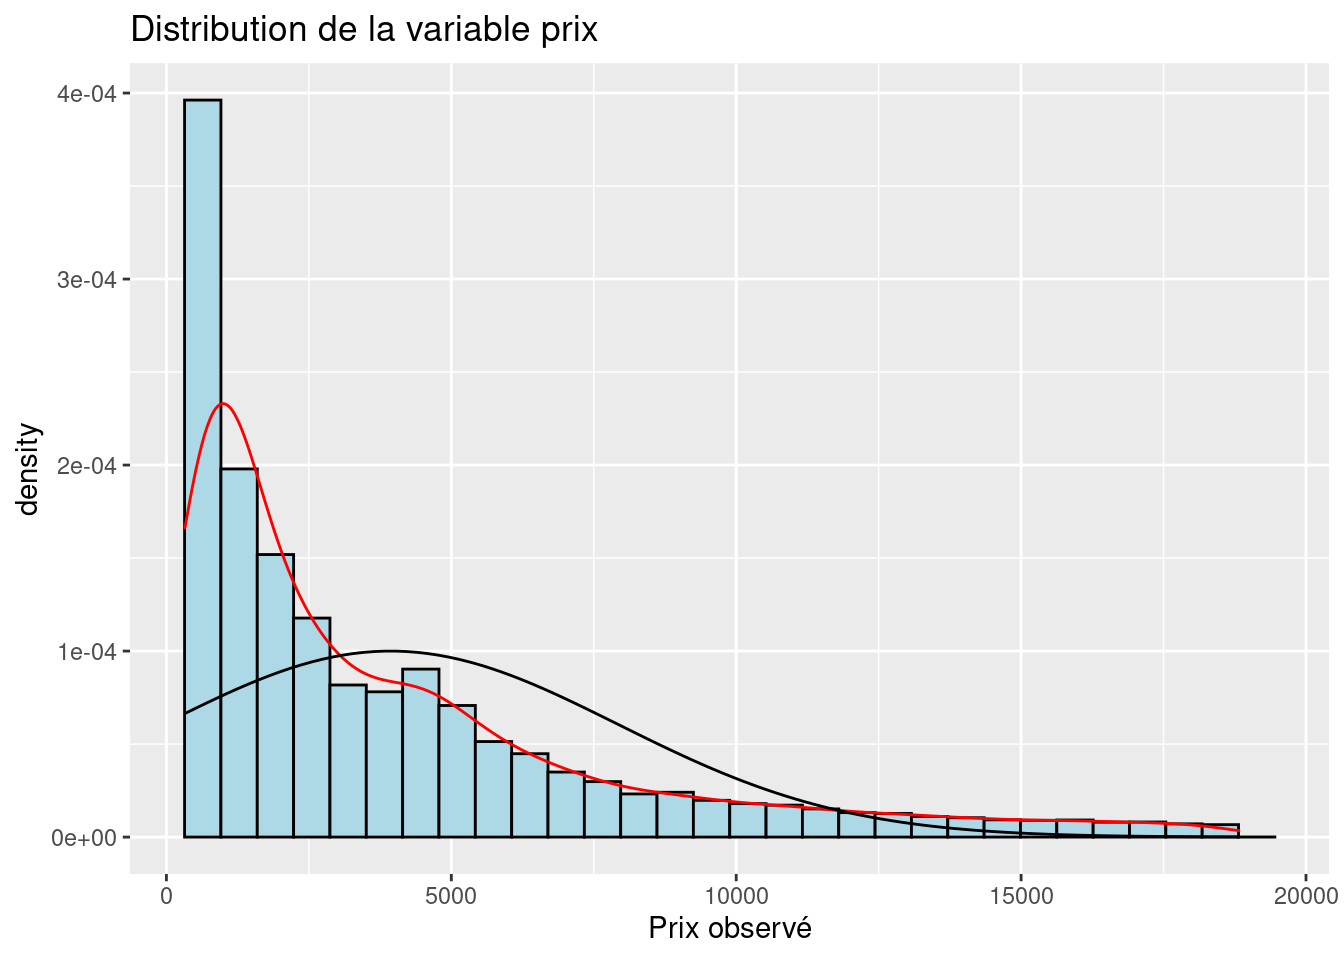 Distribution de la variable prix
4e-04
3e-04
2e-04
1e-04
0e+00
density
0 5000 10000 15000 20000
Prix observé